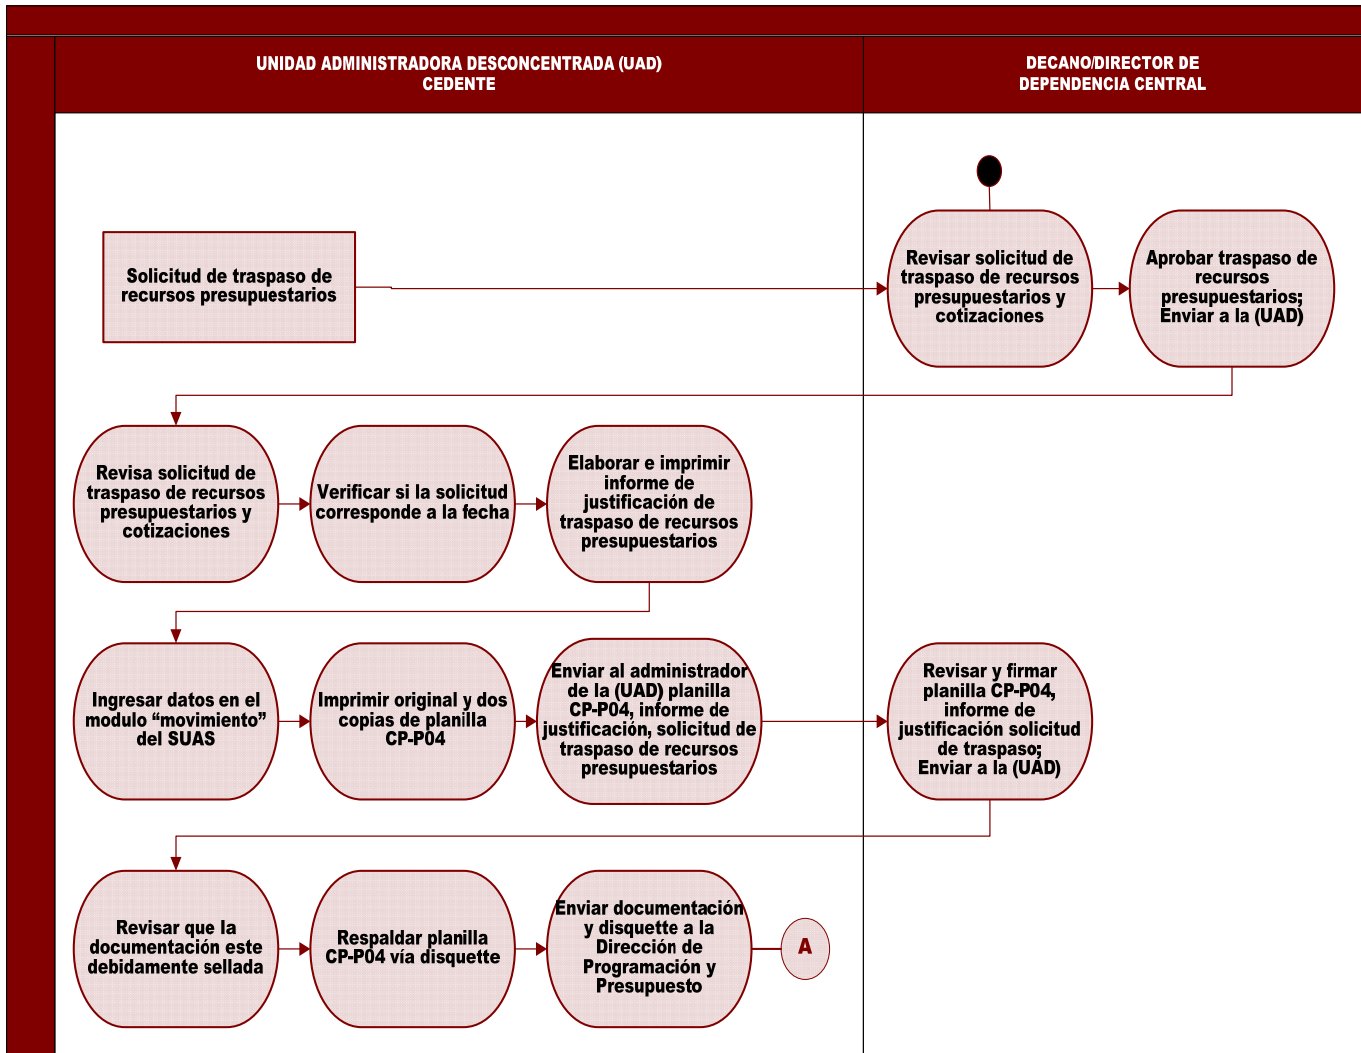 UNIDAD ADMINISTRADORA DESCONCENTRADA (UAD)
CEDENTE
DECANO/DIRECTOR DE
DEPENDENCIA CENTRAL
Solicitud de traspaso de
recursos presupuestarios
Revisar solicitud de
traspaso de recursos
presupuestarios y
cotizaciones
Aprobar traspaso de
recursos
presupuestarios;
Enviar a la (UAD)
Revisa solicitud de
traspaso de recursos
presupuestarios y
cotizaciones
Verificar si la solicitud
corresponde a la fecha
Elaborar e imprimir
informe de
justificación de
traspaso de recursos
presupuestarios
Ingresar datos en el
modulo “movimiento”
del SUAS
Imprimir original y dos
copias de planilla
CP-P04
Enviar al administrador
de la (UAD) planilla
CP-P04, informe de
justificación, solicitud de
traspaso de recursos
presupuestarios
Revisar y firmar
planilla CP-P04,
informe de
justificación solicitud
de traspaso;
Enviar a la (UAD)
Revisar que la
documentación este
debidamente sellada
Respaldar planilla
CP-P04 vía disquette
Enviar documentación
y disquette a la
Dirección de
Programación y
Presupuesto
A